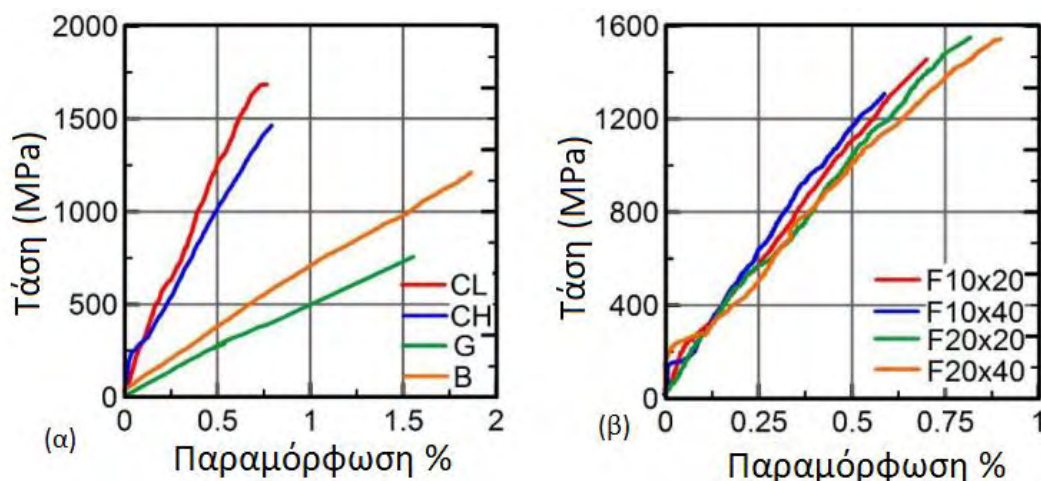 2000
1500
1000
500
0
Τάση (MPa)
CL
CH
G
B
0
0.5
1
1.5
2
(α)
Παραμόρφωση %
1600
1200
800
400
0
Τάση (MPa)
F10x20
F10x40
F20x20
F20x40
0
0.25
0.5
0.75
1
(β)
Παραμόρφωση %